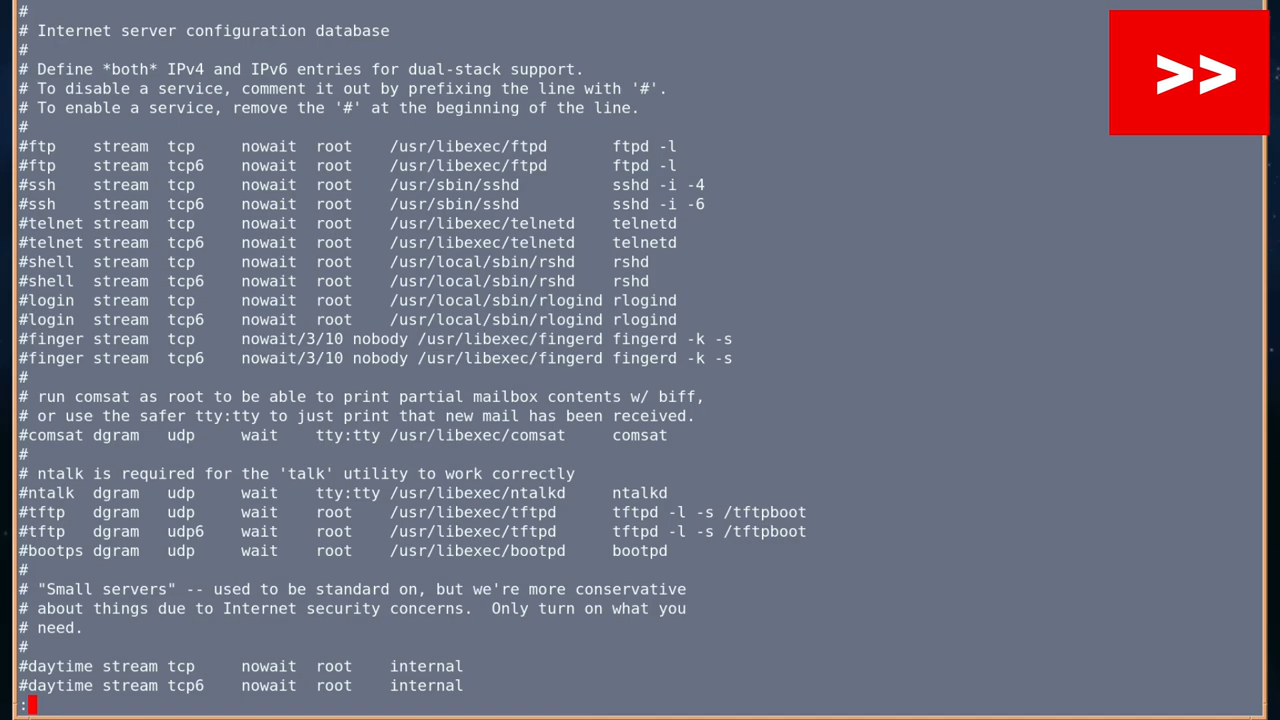 #
# Internet server configuration database
#
# Define *both* IPv4 and IPv6 entries for dual-stack support.
# To disable a service, comment it out by prefixing the line with '#'.
# To enable a service, remove the '#' at the beginning of the line.
#
#ftp    stream  tcp     nowait  root    /usr/libexec/ftpd       ftpd -l
#ftp    stream  tcp6    nowait  root    /usr/libexec/ftpd       ftpd -l
#ssh    stream  tcp     nowait  root    /usr/sbin/sshd          sshd -i -4
#ssh    stream  tcp6    nowait  root    /usr/sbin/sshd          sshd -i -6
#telnet stream  tcp     nowait  root    /usr/libexec/telnetd    telnetd
#telnet stream  tcp6    nowait  root    /usr/libexec/telnetd    telnetd
#shell  stream  tcp     nowait  root    /usr/local/sbin/rshd    rshd
#shell  stream  tcp6    nowait  root    /usr/local/sbin/rshd    rshd
#login  stream  tcp     nowait  root    /usr/local/sbin/rlogind rlogind
#login  stream  tcp6    nowait  root    /usr/local/sbin/rlogind rlogind
#finger stream  tcp     nowait/3/10 nobody /usr/libexec/fingerd fingerd -k -s
#finger stream  tcp6    nowait/3/10 nobody /usr/libexec/fingerd fingerd -k -s
#
# run comsat as root to be able to print partial mailbox contents w/ biff,
# or use the safer tty:tty to just print that new mail has been received.
#comsat dgram   udp     wait    tty:tty /usr/libexec/comsat     comsat
#
# ntalk is required for the 'talk' utility to work correctly
#ntalk  dgram   udp     wait    tty:tty /usr/libexec/ntalkd     ntalkd
#tftp   dgram   udp     wait    root    /usr/libexec/tftpd      tftpd -l -s /tftpboot
#tftp   dgram   udp6    wait    root    /usr/libexec/tftpd      tftpd -l -s /tftpboot
#bootps dgram   udp     wait    root    /usr/libexec/bootpd     bootpd
#
# "Small servers" -- used to be standard on, but we're more conservative
# about things due to Internet security concerns.  Only turn on what you
# need.
#
#daytime stream tcp     nowait  root    internal
#daytime stream tcp6    nowait  root    internal
:
>>